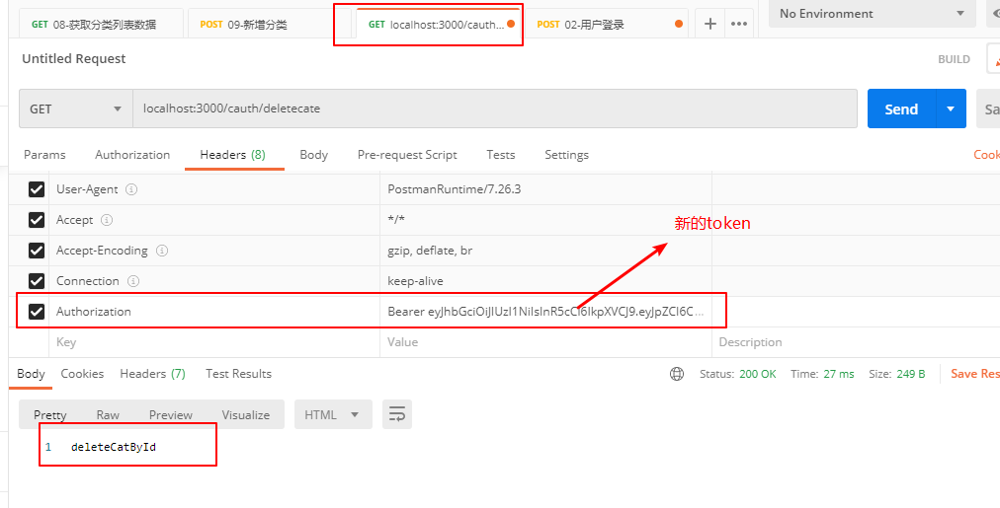 GET 08-获取分类列表数据 POST 09-新增分类 GET localhost:3000/cauth... POST 02-用户登录 + ••• No Environment
Untitled Request BUILD
GET localhost:3000/cauth/deletecate Send Sa
Params Authorization Headers (8) Body Pre-request Script Tests Settings Cook
User-Agent PostmanRuntime/7.26.3
Accept */*
新的token
Accept-Encoding gzip, deflate, br
Connection keep-alive
Authorization Bearer eyJhbGciOiJIUzI1NiIsInR5cCI6IkpXVCJ9.eyJpZCI6C...
Key Value Description
Body Cookies Headers (7) Test Results Status: 200 OK Time: 27 ms Size: 249 B Save Res
Pretty Raw Preview Visualize HTML
1 deleteCatById